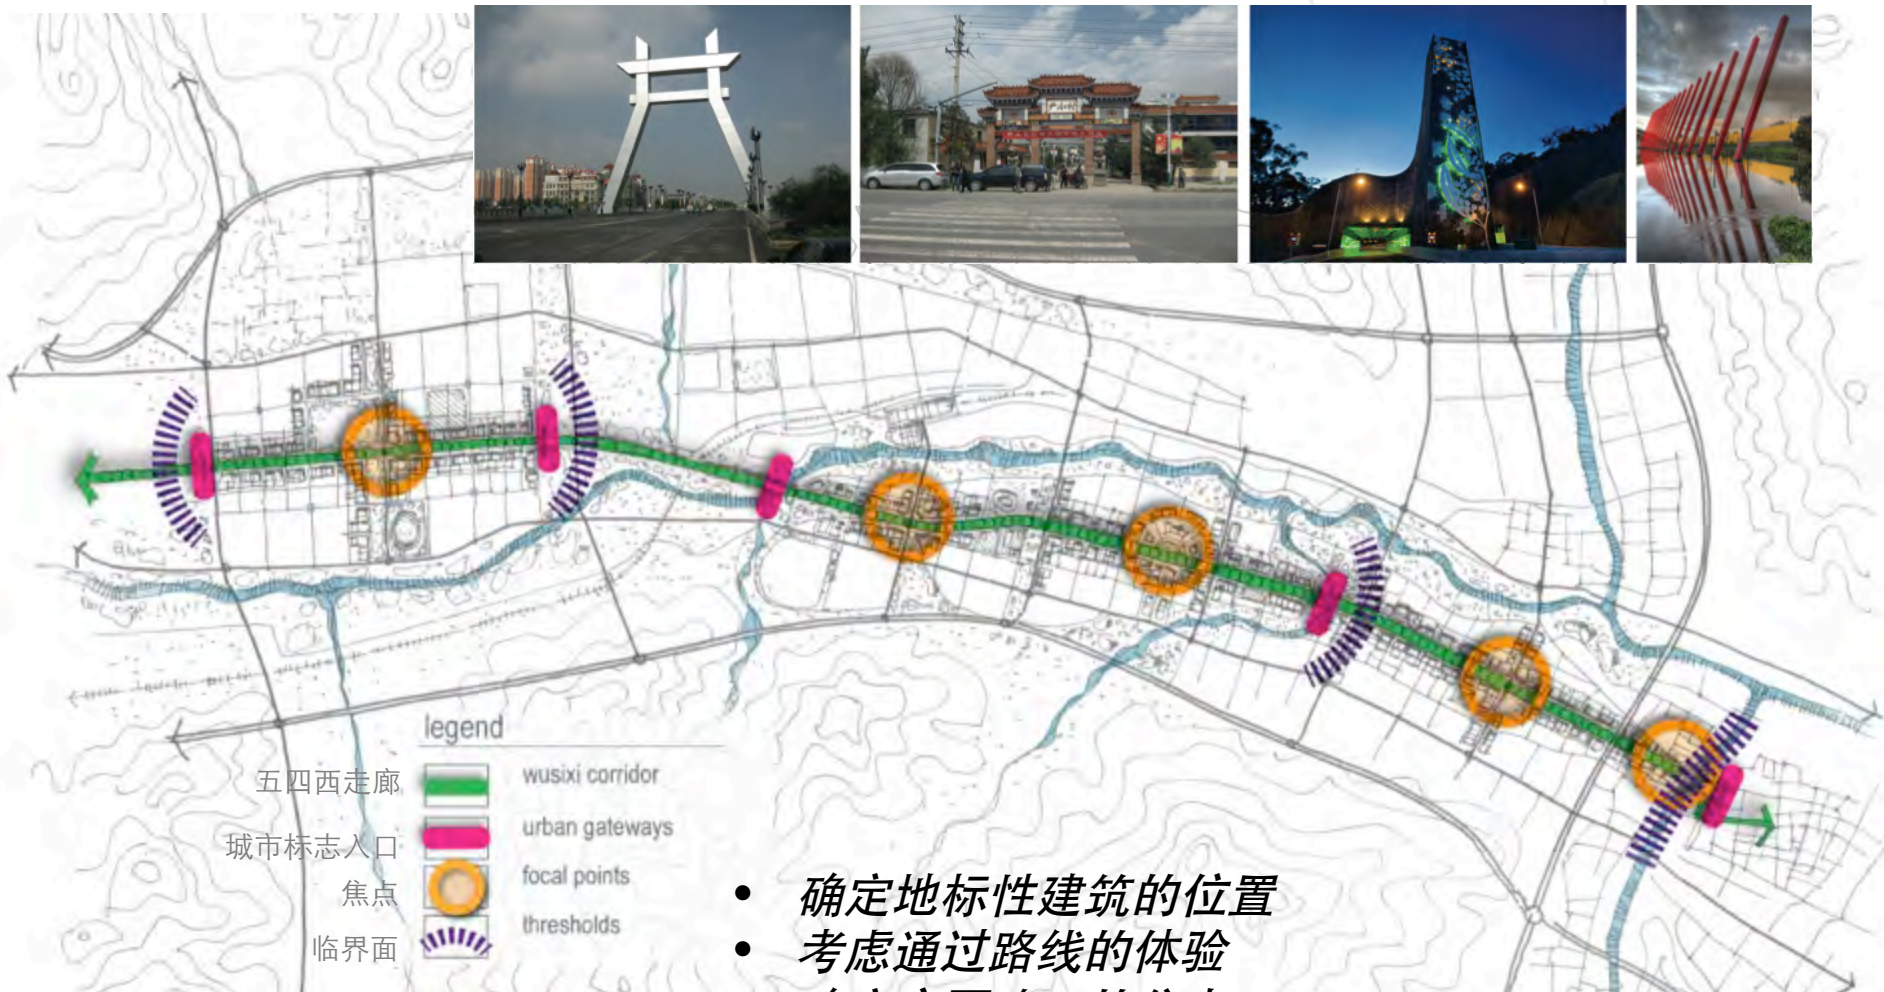 legend
五四西走廊
wusixi corridor
城市标志入口
urban gateways
焦点
focal points
临界面
thresholds
• 确定地标性建筑的位置
• 考虑通过路线的体验